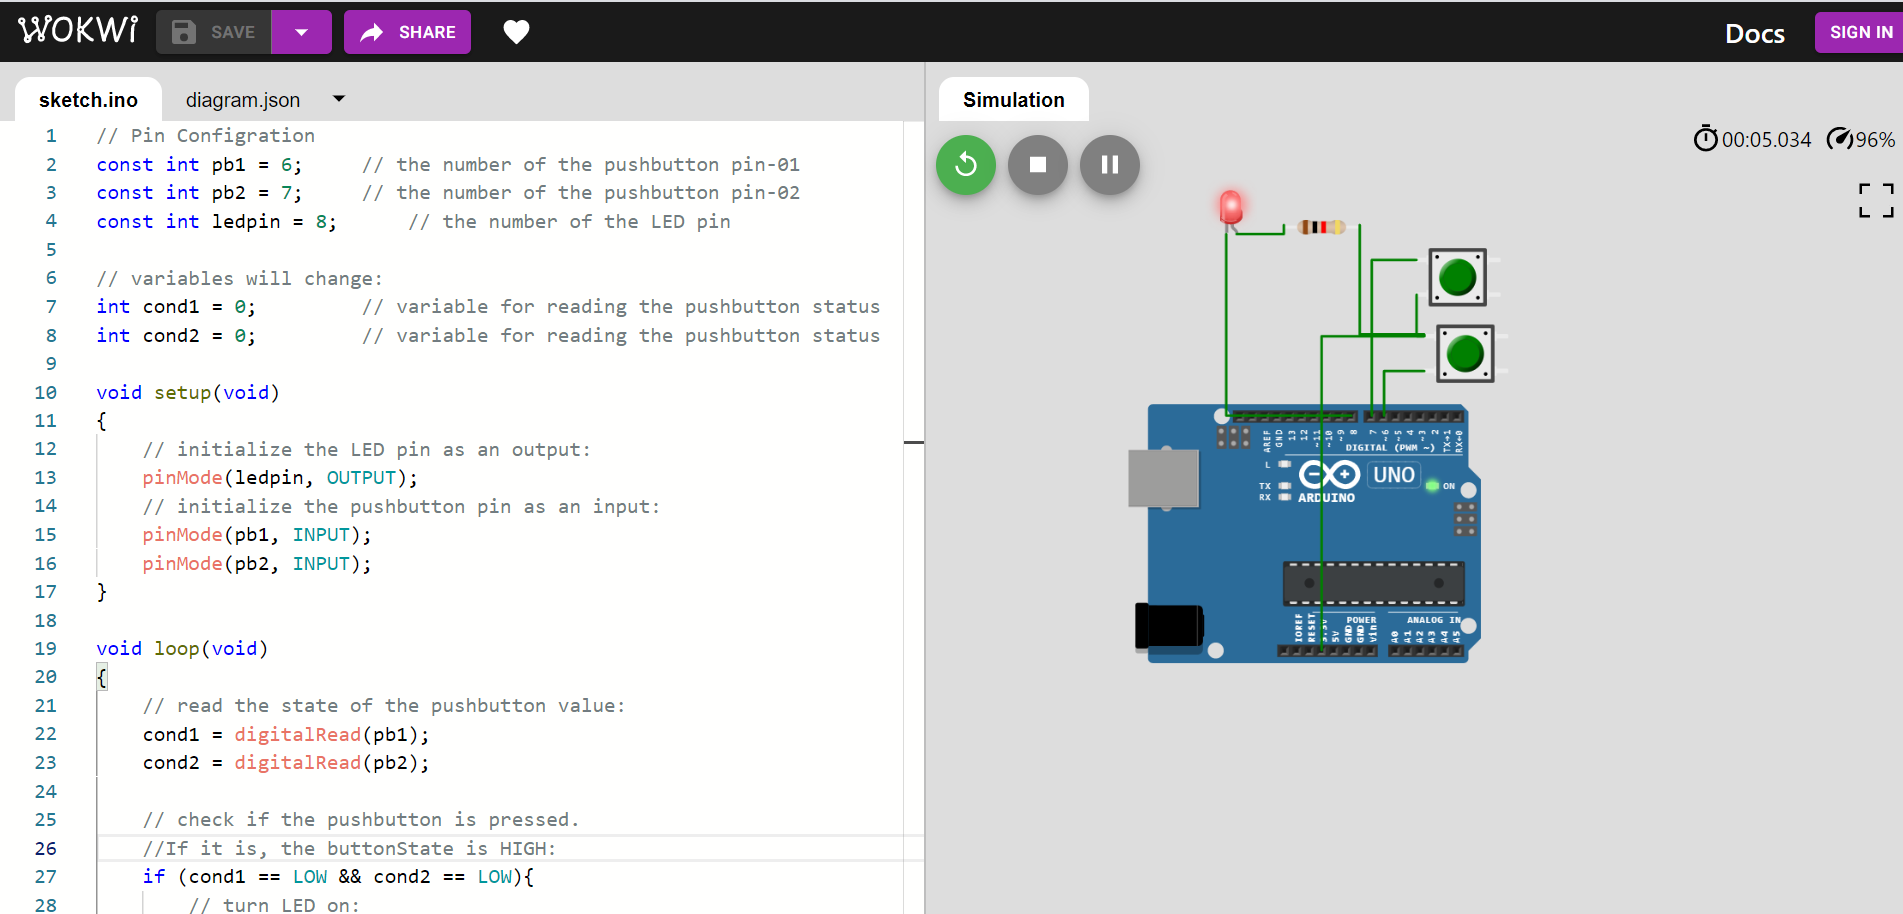 WOKWi
SAVE
SHARE
Docs
SIGN IN
sketch.ino
diagram.json
1 // Pin Configration
2 const int pb1 = 6; // the number of the pushbutton pin-01
3 const int pb2 = 7; // the number of the pushbutton pin-02
4 const int ledpin = 8; // the number of the LED pin
5
6 // variables will change:
7 int cond1 = 0; // variable for reading the pushbutton status
8 int cond2 = 0; // variable for reading the pushbutton status
9
10 void setup(void)
11 {
12 // initialize the LED pin as an output:
13 pinMode(ledpin, OUTPUT);
14 // initialize the pushbutton pin as an input:
15 pinMode(pb1, INPUT);
16 pinMode(pb2, INPUT);
17 }
18
19 void loop(void)
20 {
21 // read the state of the pushbutton value:
22 cond1 = digitalRead(pb1);
23 cond2 = digitalRead(pb2);
24
25 // check if the pushbutton is pressed.
26 //If it is, the buttonState is HIGH:
27 if (cond1 == LOW && cond2 == LOW){
28 // turn LED on:
Simulation
00:05.034
96%
AREF
GND
13
12
~11
~10
~9
8
7
~6
~5
4
~3
2
TX→1
RX←0
DIGITAL (PWM ~)
L
TX
RX
ARDUINO
UNO
ON
IOREF
RESET
3.3V
5V
GND
GND
Vin
POWER
ANALOG IN
A0
A1
A2
A3
A4
A5